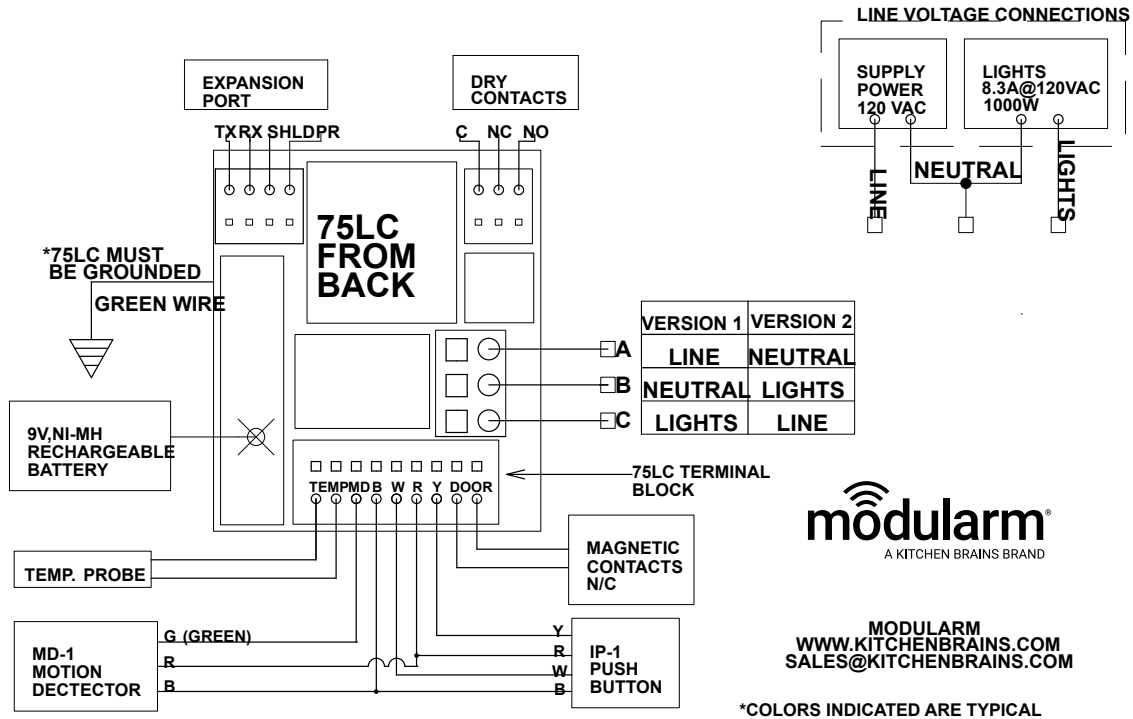 LINE VOLTAGE CONNECTIONS
SUPPLY
POWER
120 VAC
LIGHTS
8.3A@120VAC
1000W
LINE
NEUTRAL
LIGHTS
EXPANSION
PORT
TX RX SHLD PR
DRY
CONTACTS
C NC NO
75LC
FROM
BACK
*75LC MUST
BE GROUNDED
GREEN WIRE
9V,NI-MH
RECHARGEABLE
BATTERY
A
B
C
VERSION 1 VERSION 2
LINE NEUTRAL
NEUTRAL LIGHTS
LIGHTS LINE
75LC TERMINAL
BLOCK
TEMP MD B W R Y DOOR
TEMP. PROBE
MAGNETIC
CONTACTS
N/C
MD-1
MOTION
DECTECTOR
G (GREEN)
R
B
Y
R
W
B
IP-1
PUSH
BUTTON
modularm®
A KITCHEN BRAINS BRAND
MODULARM
WWW.KITCHENBRAINS.COM
SALES@KITCHENBRAINS.COM
*COLORS INDICATED ARE TYPICAL